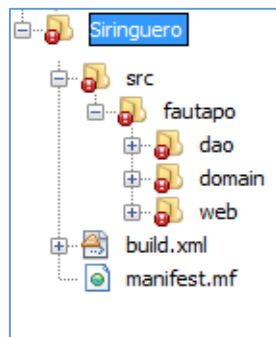 Siringuero
src
fautapo
dao
domain
web
build.xml
manifest.mf